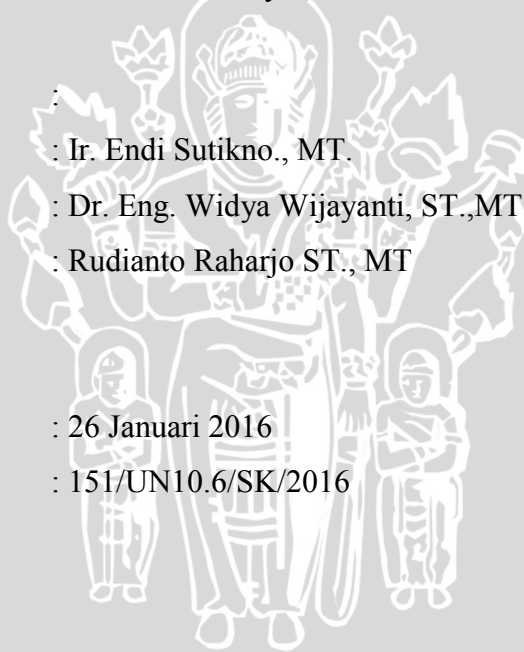 :
: Ir. Endi Sutikno., MT.
: Dr. Eng. Widya Wijayanti, ST.,MT
: Rudianto Raharjo ST., MT
: 26 Januari 2016
: 151/UN10.6/SK/2016